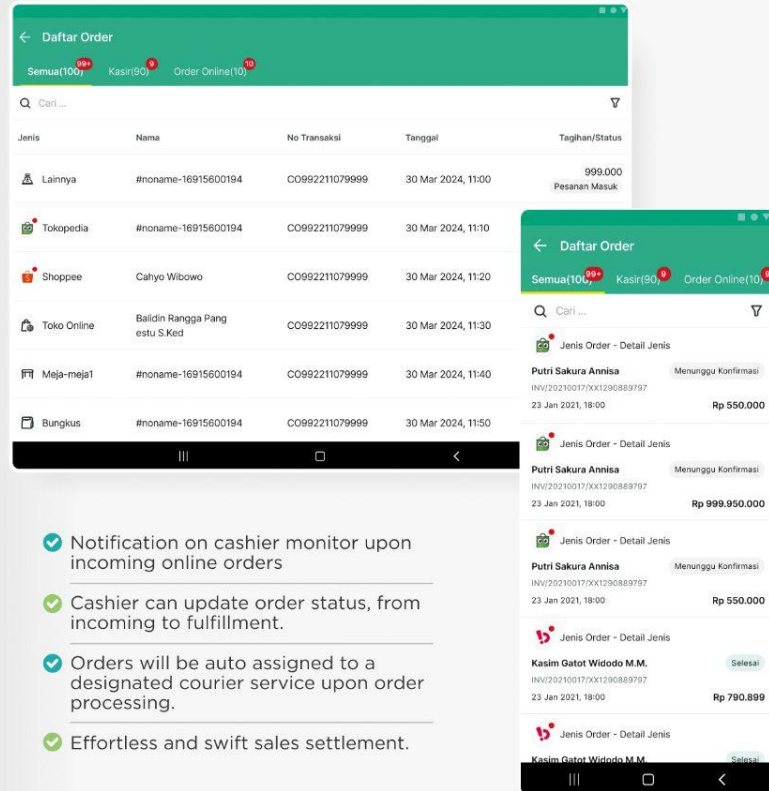 Daftar Order
Semua(100) 99+ Kasir(90) 9 Order Online(10) 10
Cari ...
Jenis Nama No Transaksi Tanggal Tagihan/Status
Lainnya #noname-16915600194 CO992211079999 30 Mar 2024, 11:00 999.000
Pesanan Masuk
Tokopedia #noname-16915600194 CO992211079999 30 Mar 2024, 11:10
Shoppee Cahyo Wibowo CO992211079999 30 Mar 2024, 11:20
Toko Online Balidin Rangga Pang CO992211079999 30 Mar 2024, 11:30
estu S.Ked
Meja-meja1 #noname-16915600194 CO992211079999 30 Mar 2024, 11:40
Bungkus #noname-16915600194 CO992211079999 30 Mar 2024, 11:50
Notification on cashier monitor upon
incoming online orders
Cashier can update order status, from
incoming to fulfillment.
Orders will be auto assigned to a
designated courier service upon order
processing.
Effortless and swift sales settlement.
Daftar Order
Semua(100) 99+ Kasir(90) 9 Order Online(10) 9
Cari ...
Jenis Order - Detail Jenis
Putri Sakura Annisa Menunggu Konfirmasi
INV/20210017/XX1290889797
23 Jan 2021, 18:00 Rp 550.000
Jenis Order - Detail Jenis
Putri Sakura Annisa Menunggu Konfirmasi
INV/20210017/XX1290889797
23 Jan 2021, 18:00 Rp 999.950.000
Jenis Order - Detail Jenis
Putri Sakura Annisa Menunggu Konfirmasi
INV/20210017/XX1290889797
23 Jan 2021, 18:00 Rp 550.000
Jenis Order - Detail Jenis
Kasim Gatot Widodo M.M. Selesai
INV/20210017/XX1290889797
23 Jan 2021, 18:00 Rp 790.899
Jenis Order - Detail Jenis
Kasim Gatot Widodo M.M. Selesai